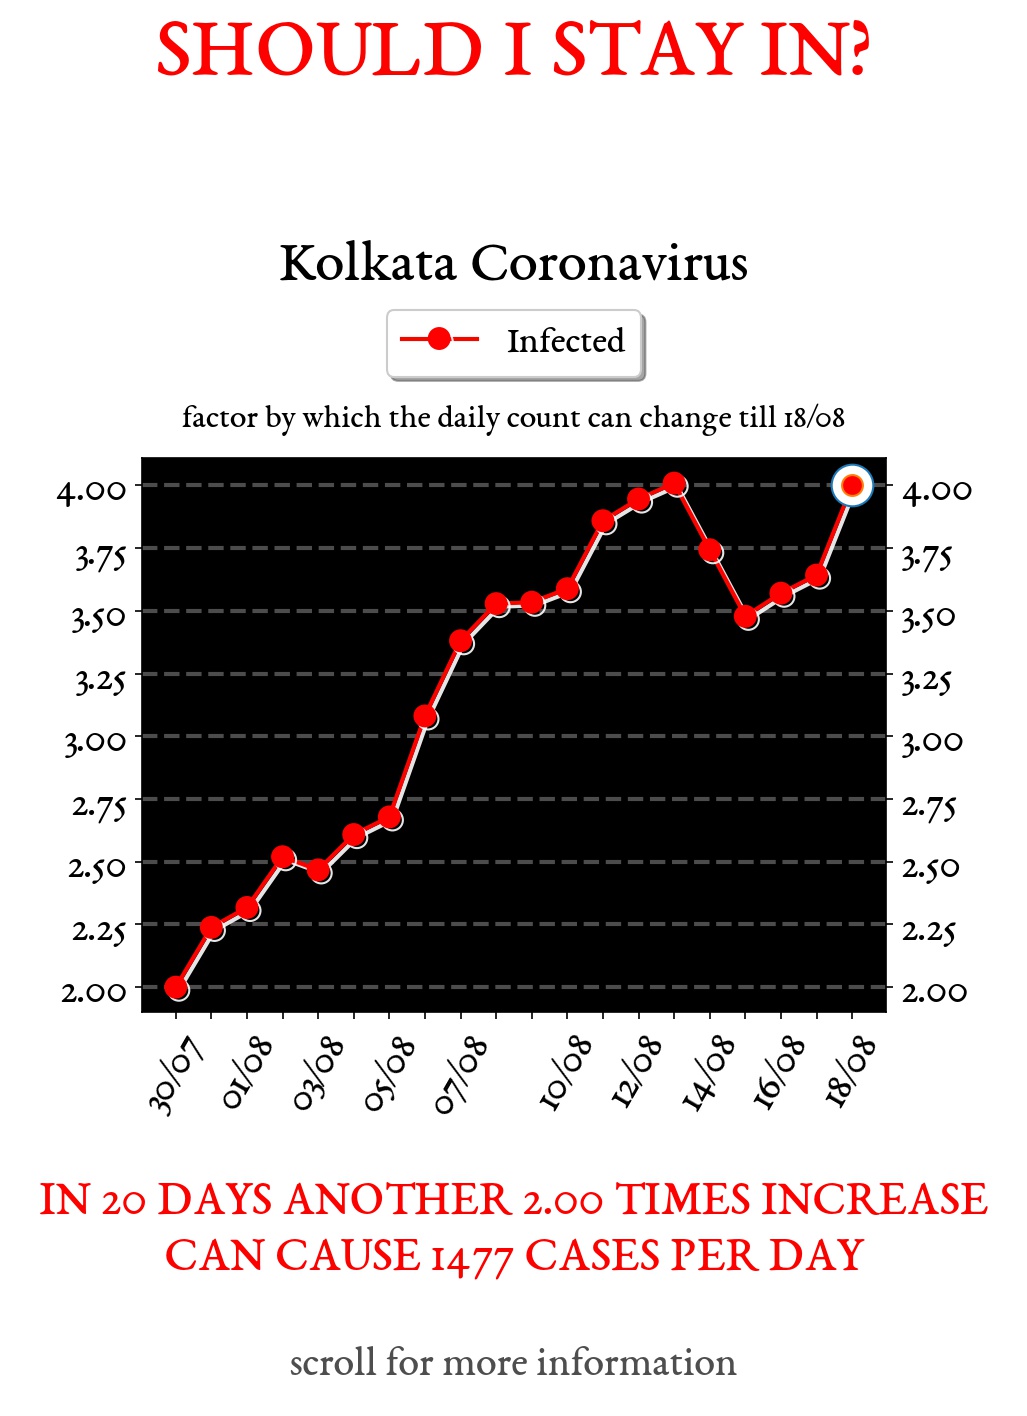 SHOULD I STAY IN?
Kolkata Coronavirus
Infected
factor by which the daily count can change till 18/08
4.00 4.00
3.75 3.75
3.50 3.50
3.25 3.25
3.00 3.00
2.75 2.75
2.50 2.50
2.25 2.25
2.00 2.00
30/07 01/08 03/08 05/08 07/08 10/08 12/08 14/08 16/08 18/08
IN 20 DAYS ANOTHER 2.00 TIMES INCREASE
CAN CAUSE 1477 CASES PER DAY
scroll for more information